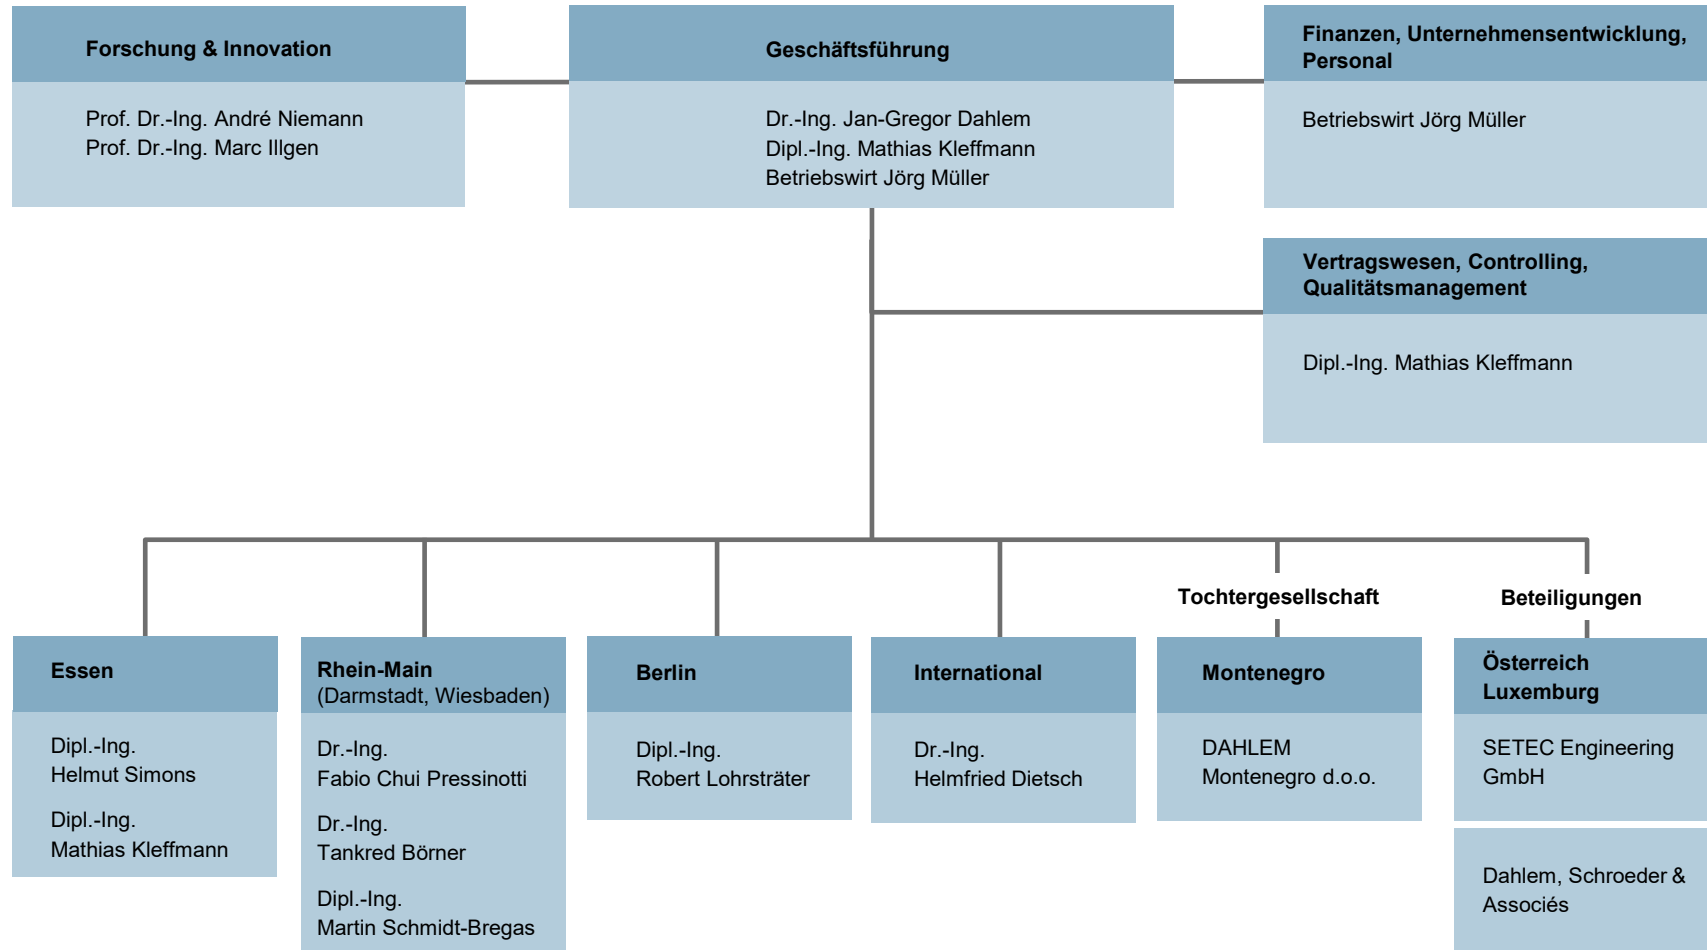 Forschung & Innovation
Prof. Dr.-Ing. André Niemann
Prof. Dr.-Ing. Marc Illgen
Geschäftsführung
Dr.-Ing. Jan-Gregor Dahlem
Dipl.-Ing. Mathias Kleffmann
Betriebswirt Jörg Müller
Finanzen, Unternehmensentwicklung,
Personal
Betriebswirt Jörg Müller
Vertragswesen, Controlling,
Qualitätsmanagement
Dipl.-Ing. Mathias Kleffmann
Essen
Dipl.-Ing.
Helmut Simons
Dipl.-Ing.
Mathias Kleffmann
Rhein-Main
(Darmstadt, Wiesbaden)
Dr.-Ing.
Fabio Chui Pressinotti
Dr.-Ing.
Tankred Börner
Dipl.-Ing.
Martin Schmidt-Bregas
Berlin
Dipl.-Ing.
Robert Lohrsträter
International
Dr.-Ing.
Helmfried Dietsch
Tochtergesellschaft
Montenegro
DAHLEM
Montenegro d.o.o.
Beteiligungen
Österreich
Luxemburg
SETEC Engineering
GmbH
Dahlem, Schroeder &
Associés